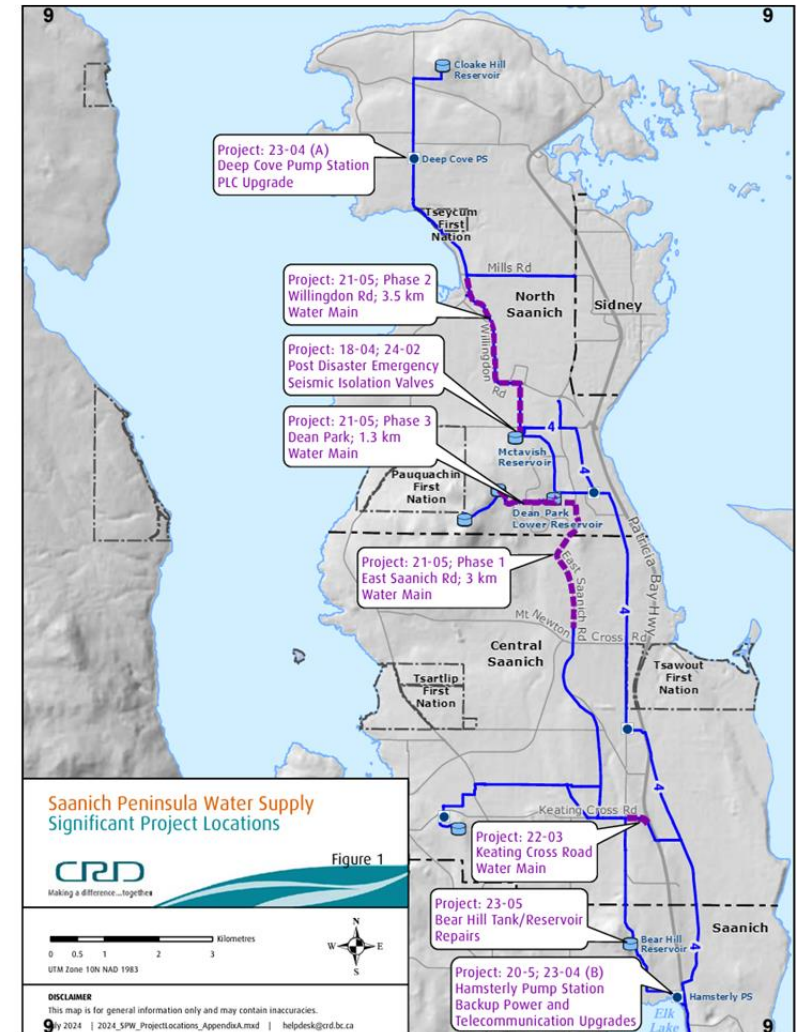 9
9
Cloake Hill
Reservoir
Project: 23-04 (A)
Deep Cove Pump Station
PLC Upgrade
Deep Cove PS
Tseycum
First
Nation
Mills Rd
Project: 21-05; Phase 2
Willingdon Rd; 3.5 km
Water Main
North
Saanich
Sidney
Willingdon
Rd
Project: 18-04; 24-02
Post Disaster Emergency
Seismic Isolation Valves
4
Mctavish
Reservoir
4
Project: 21-05; Phase 3
Dean Park; 1.3 km
Water Main
Pauquachin
First
Nation
Dean Park
Lower Reservoir
Patricia Bay Hwy
Project: 21-05; Phase 1
East Saanich Rd; 3 km
Water Main
East Saanich Rd
4
Mt Newton Cross Rd
Central
Saanich
Tsawout
First
Nation
Tsartlip
First
Nation
4
Keating Cross Rd
Project: 22-03
Keating Cross Road
Water Main
Saanich Peninsula Water Supply
Significant Project Locations
Figure 1
CRD
Making a difference...together
Project: 23-05
Bear Hill Tank/Reservoir
Repairs
Saanich
Bear Hill
Reservoir
4
Kilometres
0 0.5 1 2 3
UTM Zone 10N NAD 1983
N
W E
S
Project: 20-5; 23-04 (B)
Hamsterly Pump Station
Backup Power and
Telecommunication Upgrades
Hamsterly PS
Elk
Lake
DISCLAIMER
This map is for general information only and may contain inaccuracies.
ly 2024 | 2024_SPW_ProjectLocations_AppendixA.mxd | helpdesk@crd.bc.ca
9
9